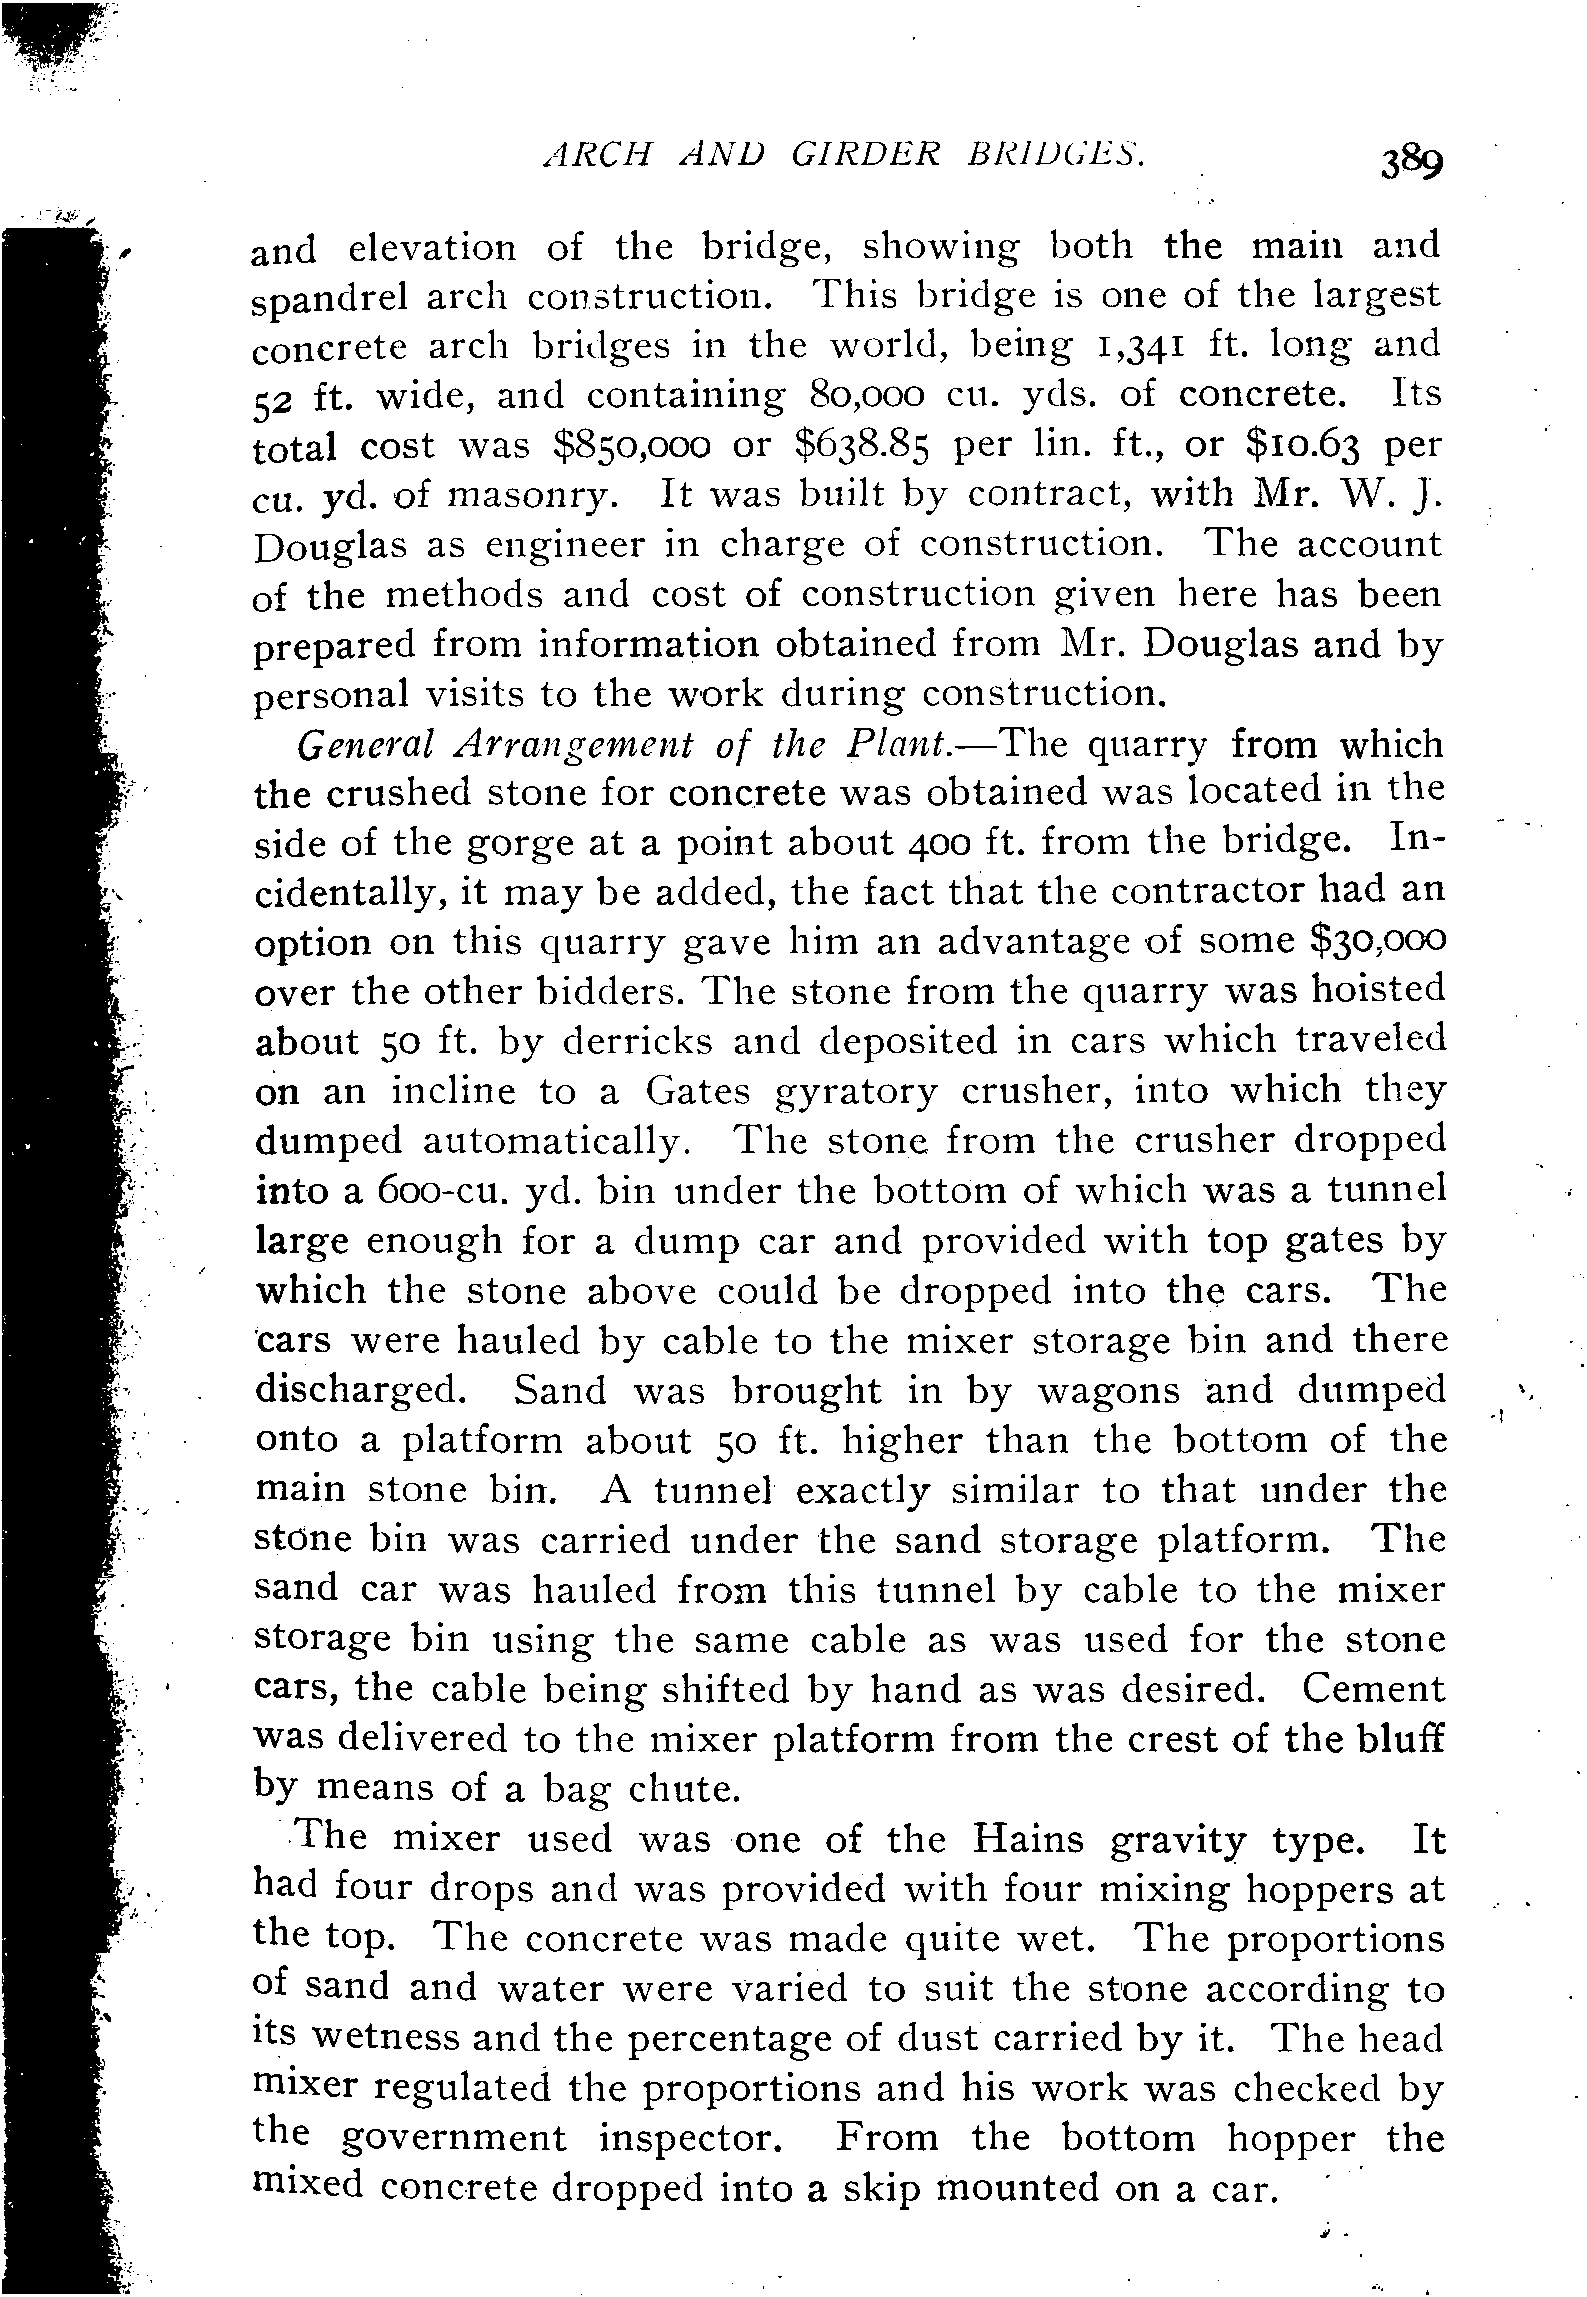 ARCH AND GIRDER BRIDGES. 389
and elevation of the bridge, showing both the main and
spandrel arch construction. This bridge is one of the largest
concrete arch bridges in the world, being 1,341 ft. long and
52 ft. wide, and containing 80,000 cu. yds. of concrete. Its
total cost was $850,000 or $638.85 per lin. ft., or $10.63 per
cu. yd. of masonry. It was built by contract, with Mr. W. J.
Douglas as engineer in charge of construction. The account
of the methods and cost of construction given here has been
prepared from information obtained from Mr. Douglas and by
personal visits to the work during construction.
General Arrangement of the Plant.—The quarry from which
the crushed stone for concrete was obtained was located in the
side of the gorge at a point about 400 ft. from the bridge. In-
cidentally, it may be added, the fact that the contractor had an
option on this quarry gave him an advantage of some $30,000
over the other bidders. The stone from the quarry was hoisted
about 50 ft. by derricks and deposited in cars which traveled
on an incline to a Gates gyratory crusher, into which they
dumped automatically. The stone from the crusher dropped
into a 600-cu. yd. bin under the bottom of which was a tunnel
large enough for a dump car and provided with top gates by
which the stone above could be dropped into the cars. The
cars were hauled by cable to the mixer storage bin and there
discharged. Sand was brought in by wagons and dumped
onto a platform about 50 ft. higher than the bottom of the
main stone bin. A tunnel exactly similar to that under the
stone bin was carried under the sand storage platform. The
sand car was hauled from this tunnel by cable to the mixer
storage bin using the same cable as was used for the stone
cars, the cable being shifted by hand as was desired. Cement
was delivered to the mixer platform from the crest of the bluff
by means of a bag chute.
The mixer used was one of the Hains gravity type. It
had four drops and was provided with four mixing hoppers at
the top. The concrete was made quite wet. The proportions
of sand and water were varied to suit the stone according to
its wetness and the percentage of dust carried by it. The head
mixer regulated the proportions and his work was checked by
the government inspector. From the bottom hopper the
mixed concrete dropped into a skip mounted on a car.